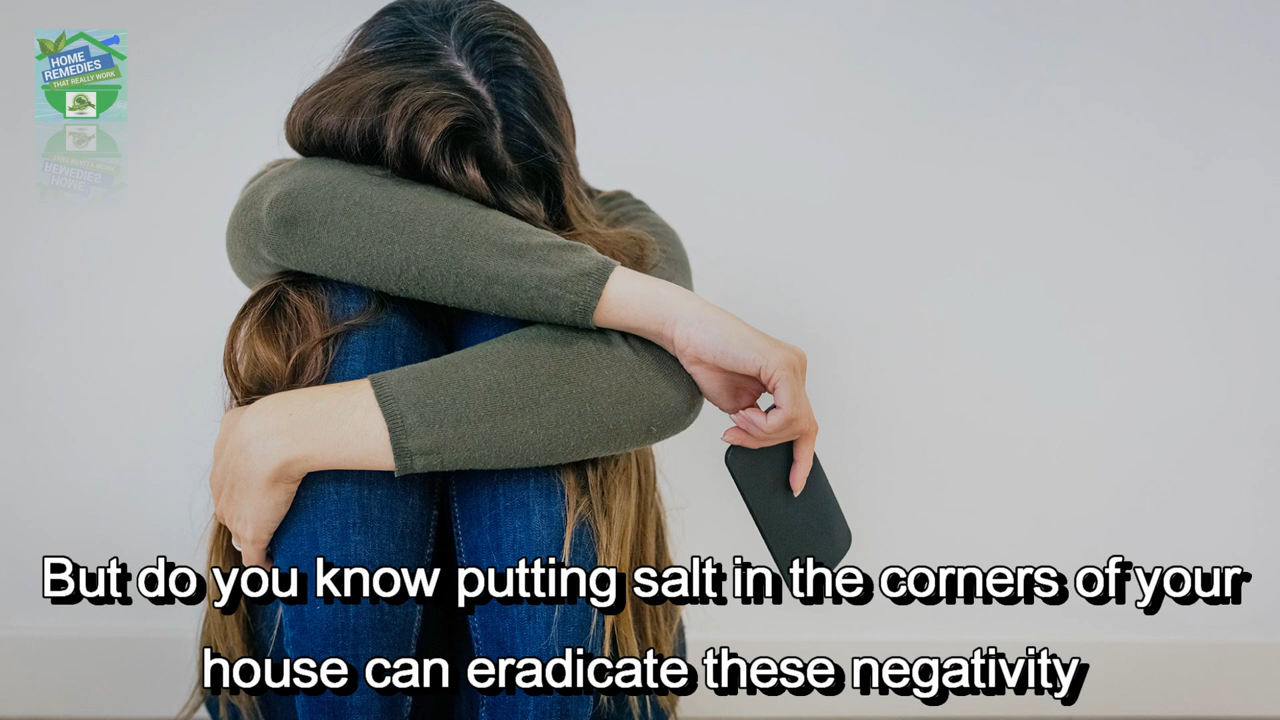 HOME
REMEDIES
THAT REALLY WORK
But do you know putting salt in the corners of your
house can eradicate these negativity